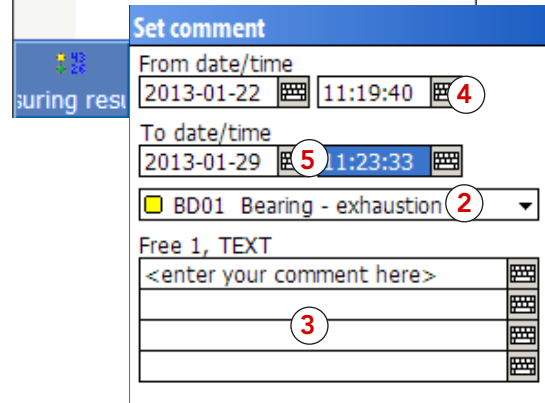 Set comment
43
26
From date/time
suring resu
2013-01-22 11:19:40 4
To date/time
2013-01-29 5 11:23:33
BD01 Bearing - exhaustion 2
Free 1, TEXT
<enter your comment here>
3